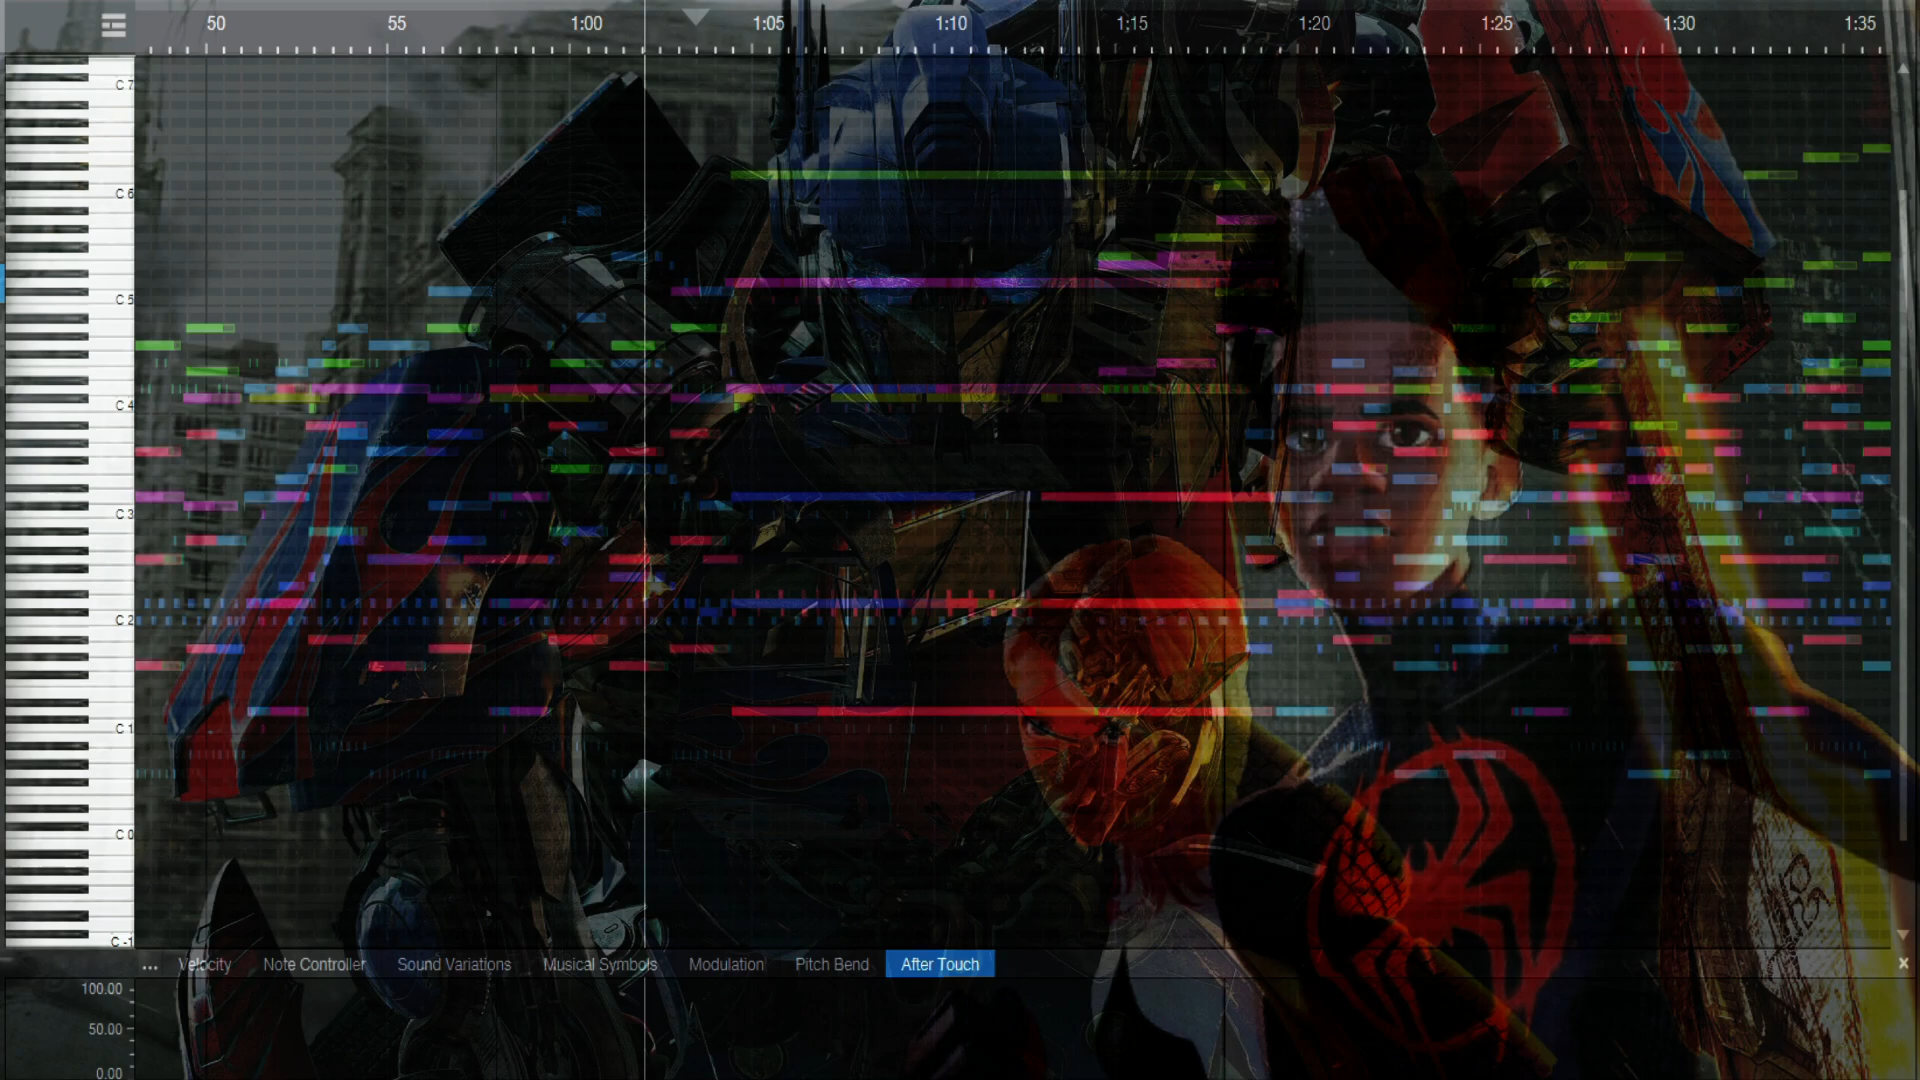 50 55 1:00 1:05 1:10 1:15 1:20 1:25 1:30 1:35
C 7
C 6
C 5
C 4
C 3
C 2
C 1
C 0
C -1
... Velocity Note Controller Sound Variations Musical Symbols Modulation Pitch Bend After Touch x
100.00
50.00
0.00